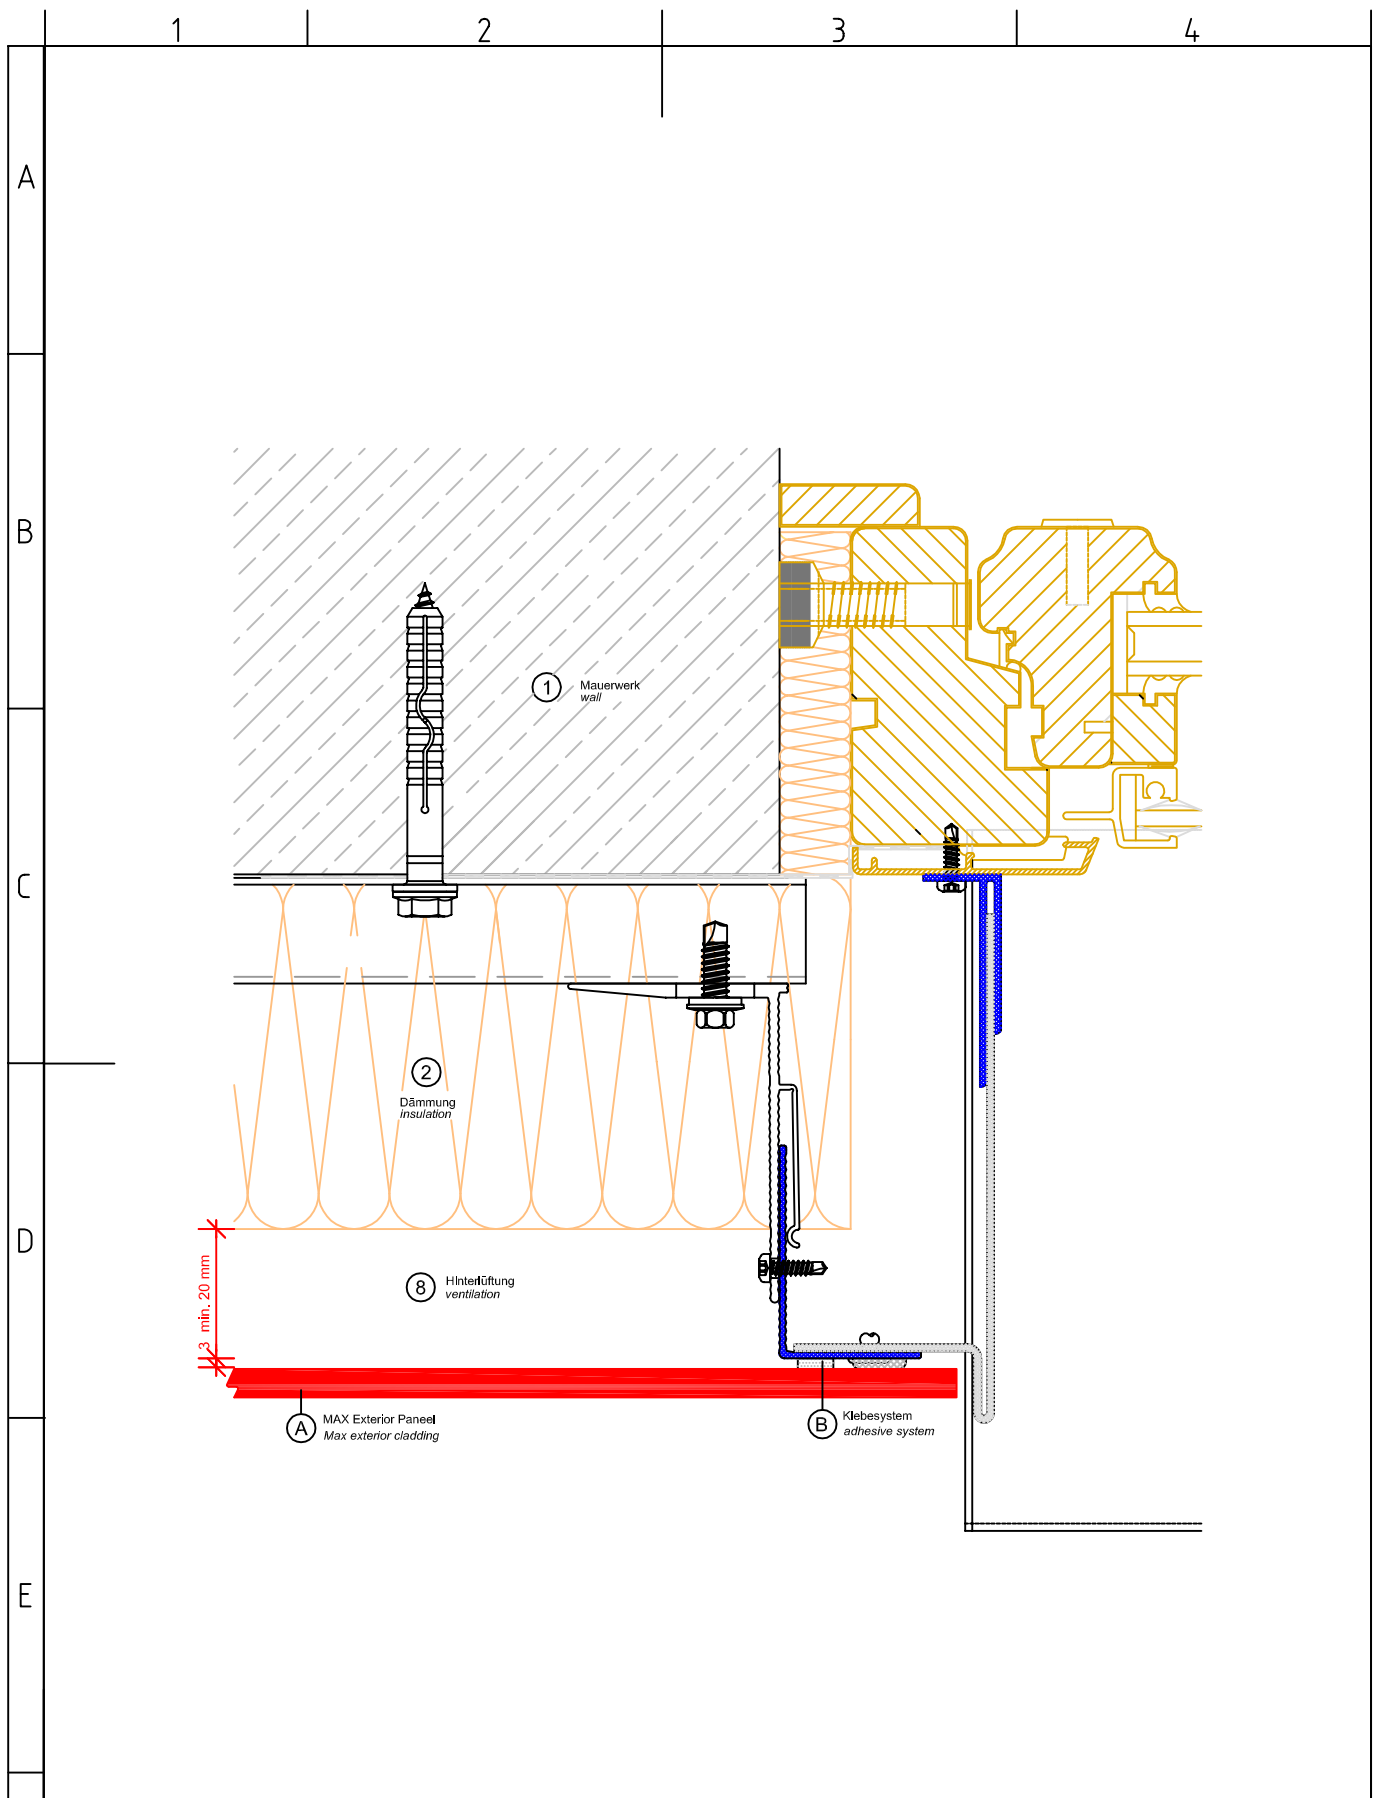 1 2 3 4
A
B
1 Mauerwerk
wall
C
2
Dämmung
insulation
D
8 Hinterlüftung
ventilation
3 min. 20 mm
A MAX Exterior Paneel
Max exterior cladding
B Klebesystem
adhesive system
E